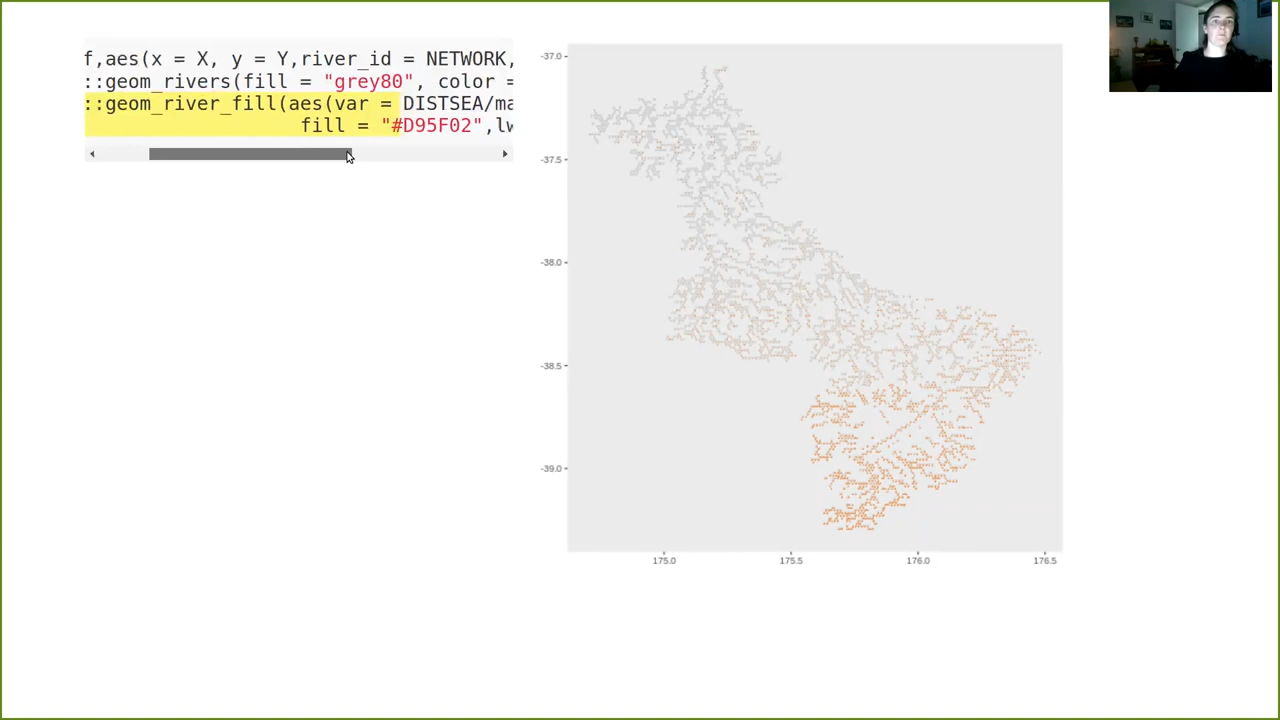 f,aes(x = X, y = Y,river_id = NETWORK,
::geom_rivers(fill = "grey80", color =
::geom_river_fill(aes(var = DISTSEA/ma
fill = "#D95F02",lw
-37.0
-37.5
-38.0
-38.5
-39.0
175.0 175.5 176.0 176.5